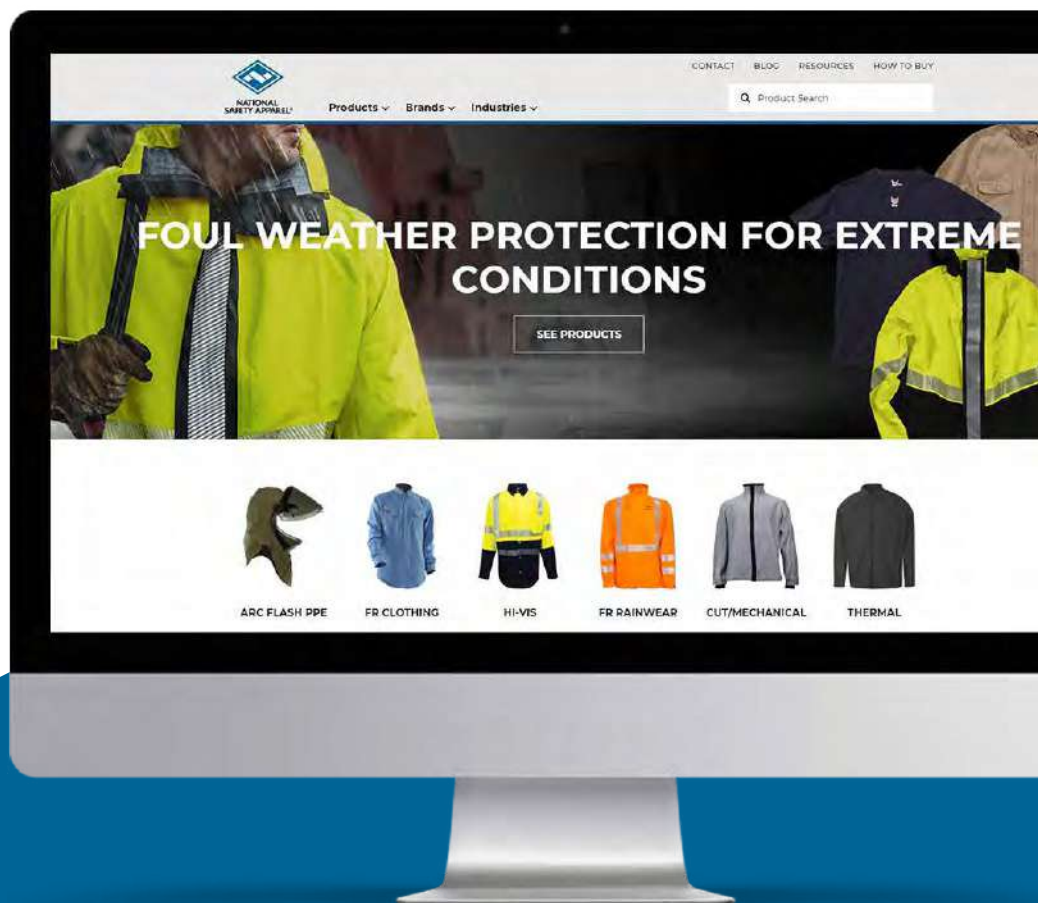 CONTACT BLOG RESOURCES HOW TO BUY
NATIONAL
SAFETY APPAREL®
Products Brands Industries
Product Search
FOUL WEATHER PROTECTION FOR EXTREME
CONDITIONS
SEE PRODUCTS
ARC FLASH PPE FR CLOTHING HI-VIS FR RAINWEAR CUT/MECHANICAL THERMAL